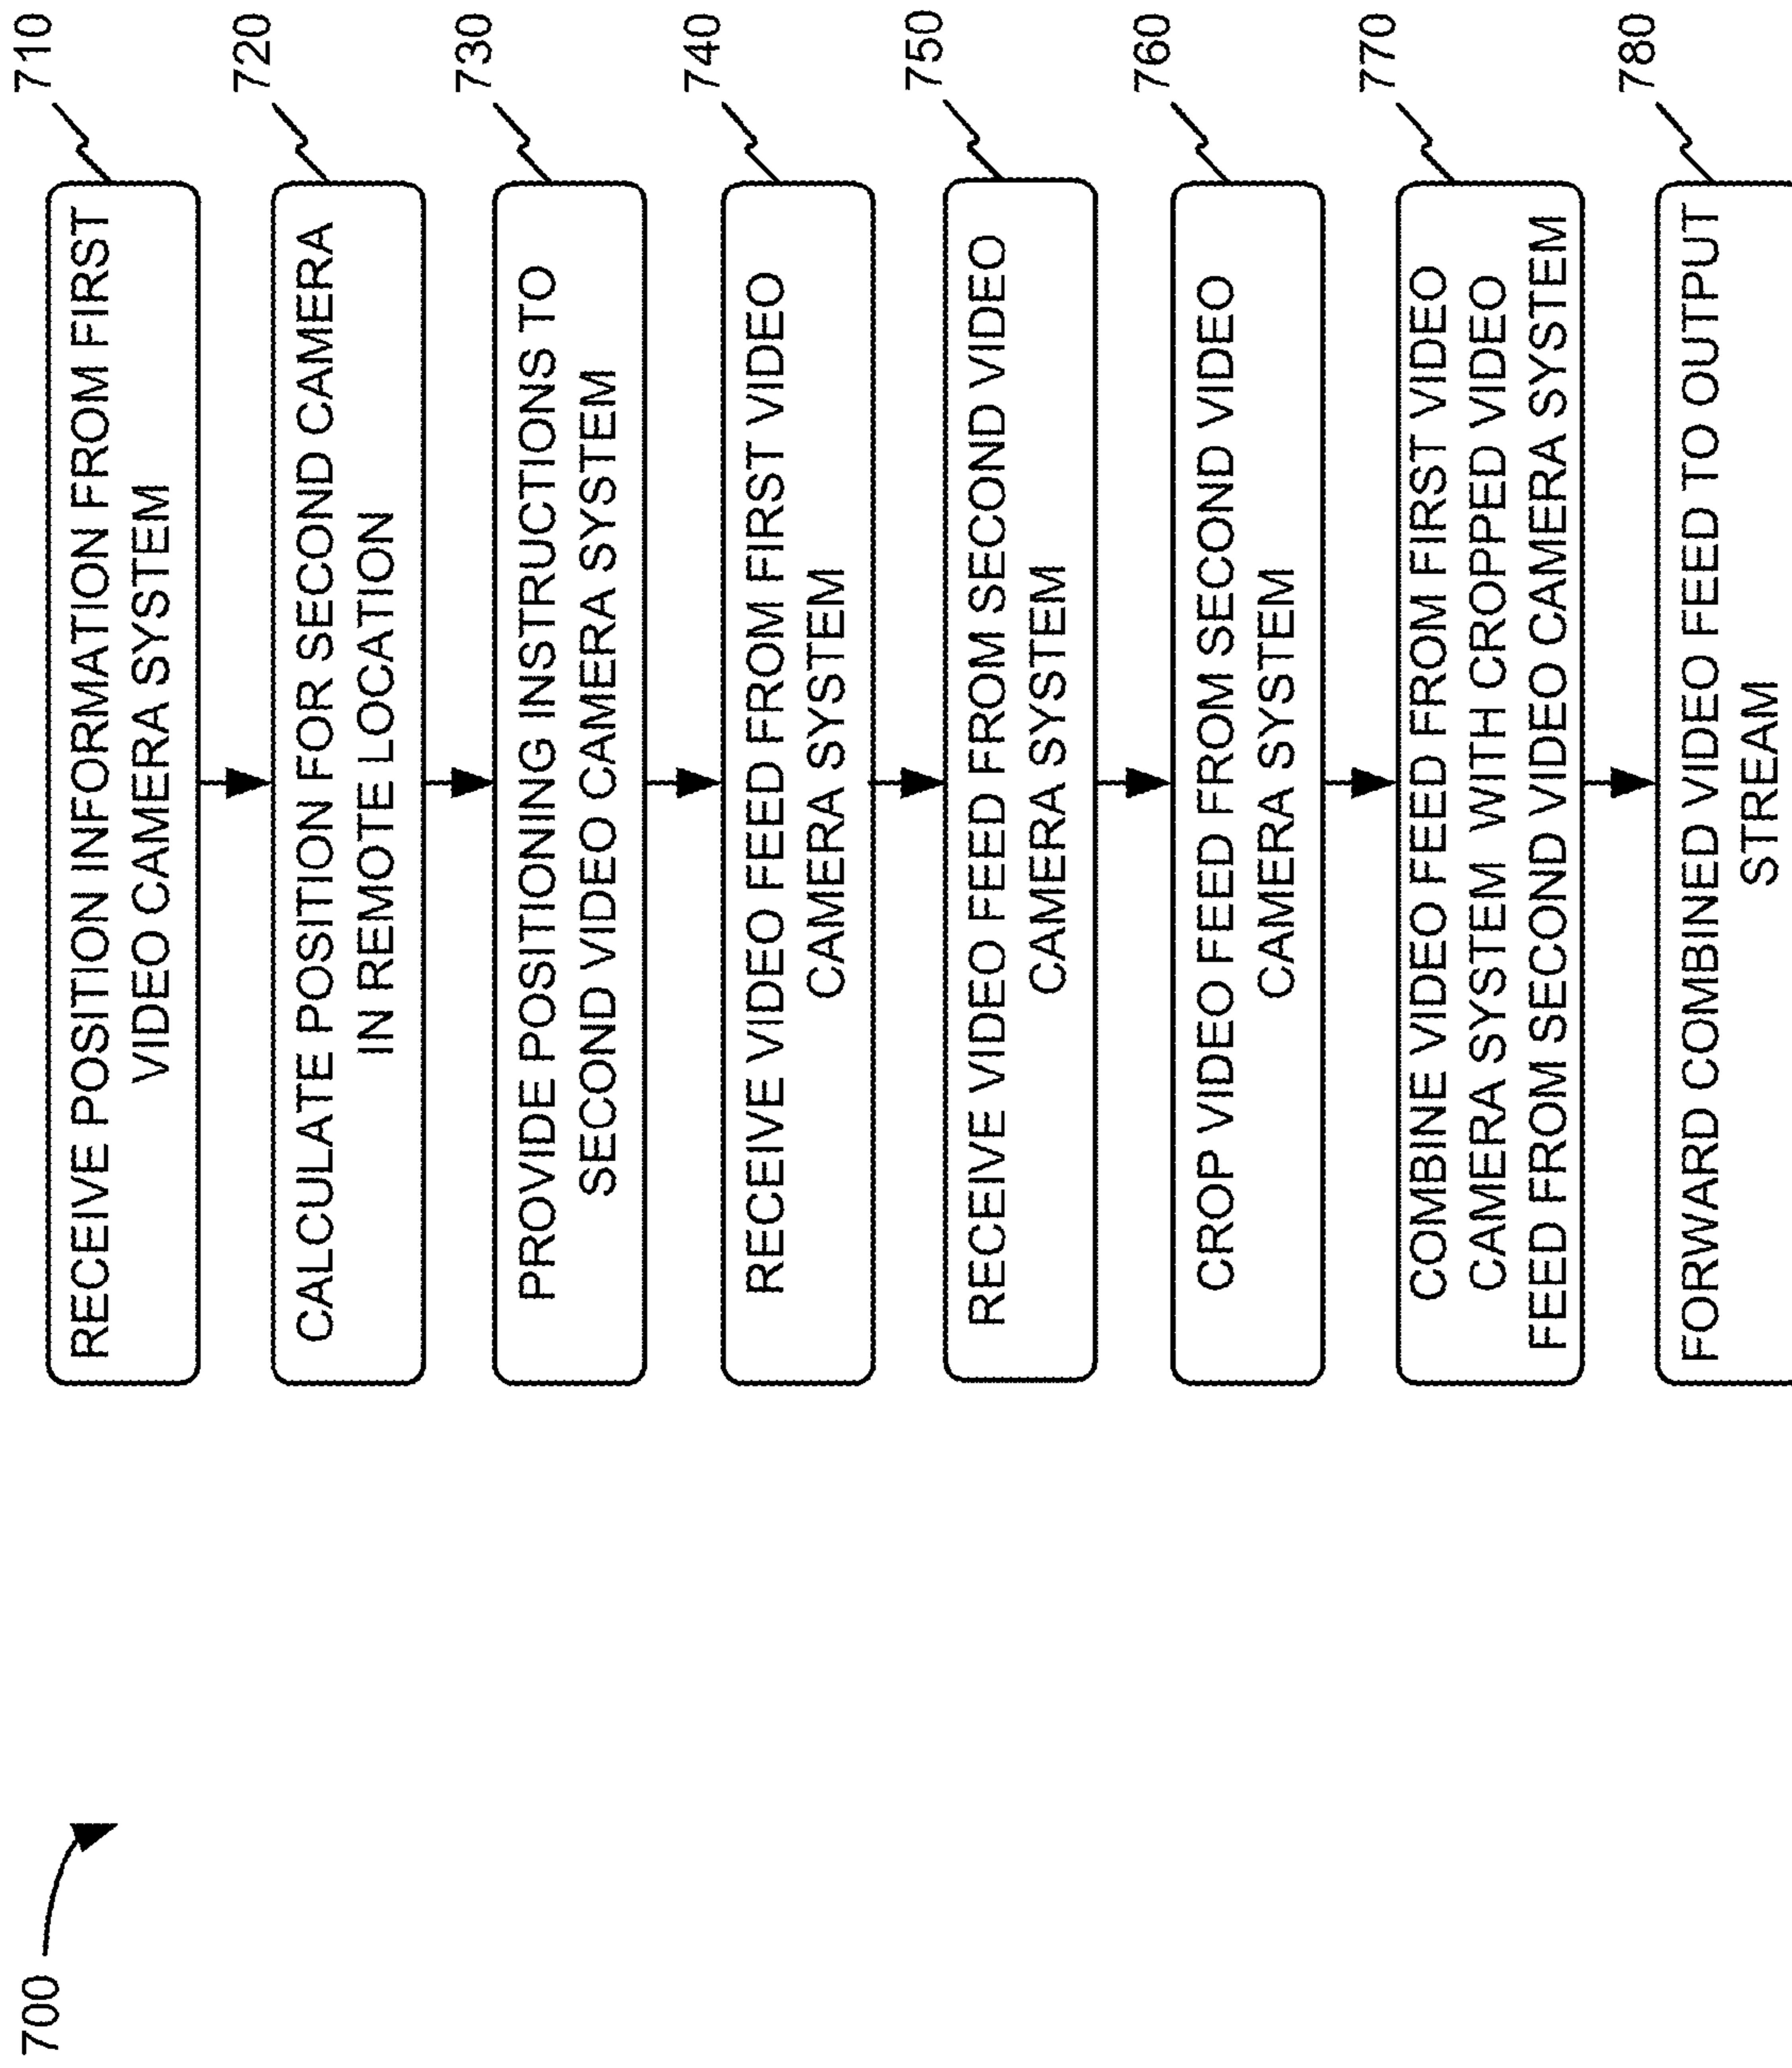 700
710
RECEIVE POSITION INFORMATION FROM FIRST
VIDEO CAMERA SYSTEM
720
CALCULATE POSITION FOR SECOND CAMERA
IN REMOTE LOCATION
730
PROVIDE POSITIONING INSTRUCTIONS TO
SECOND VIDEO CAMERA SYSTEM
740
RECEIVE VIDEO FEED FROM FIRST VIDEO
CAMERA SYSTEM
750
RECEIVE VIDEO FEED FROM SECOND VIDEO
CAMERA SYSTEM
760
CROP VIDEO FEED FROM SECOND VIDEO
CAMERA SYSTEM
770
COMBINE VIDEO FEED FROM FIRST VIDEO
CAMERA SYSTEM WITH CROPPED VIDEO
FEED FROM SECOND VIDEO CAMERA SYSTEM
780
FORWARD COMBINED VIDEO FEED TO OUTPUT
STREAM